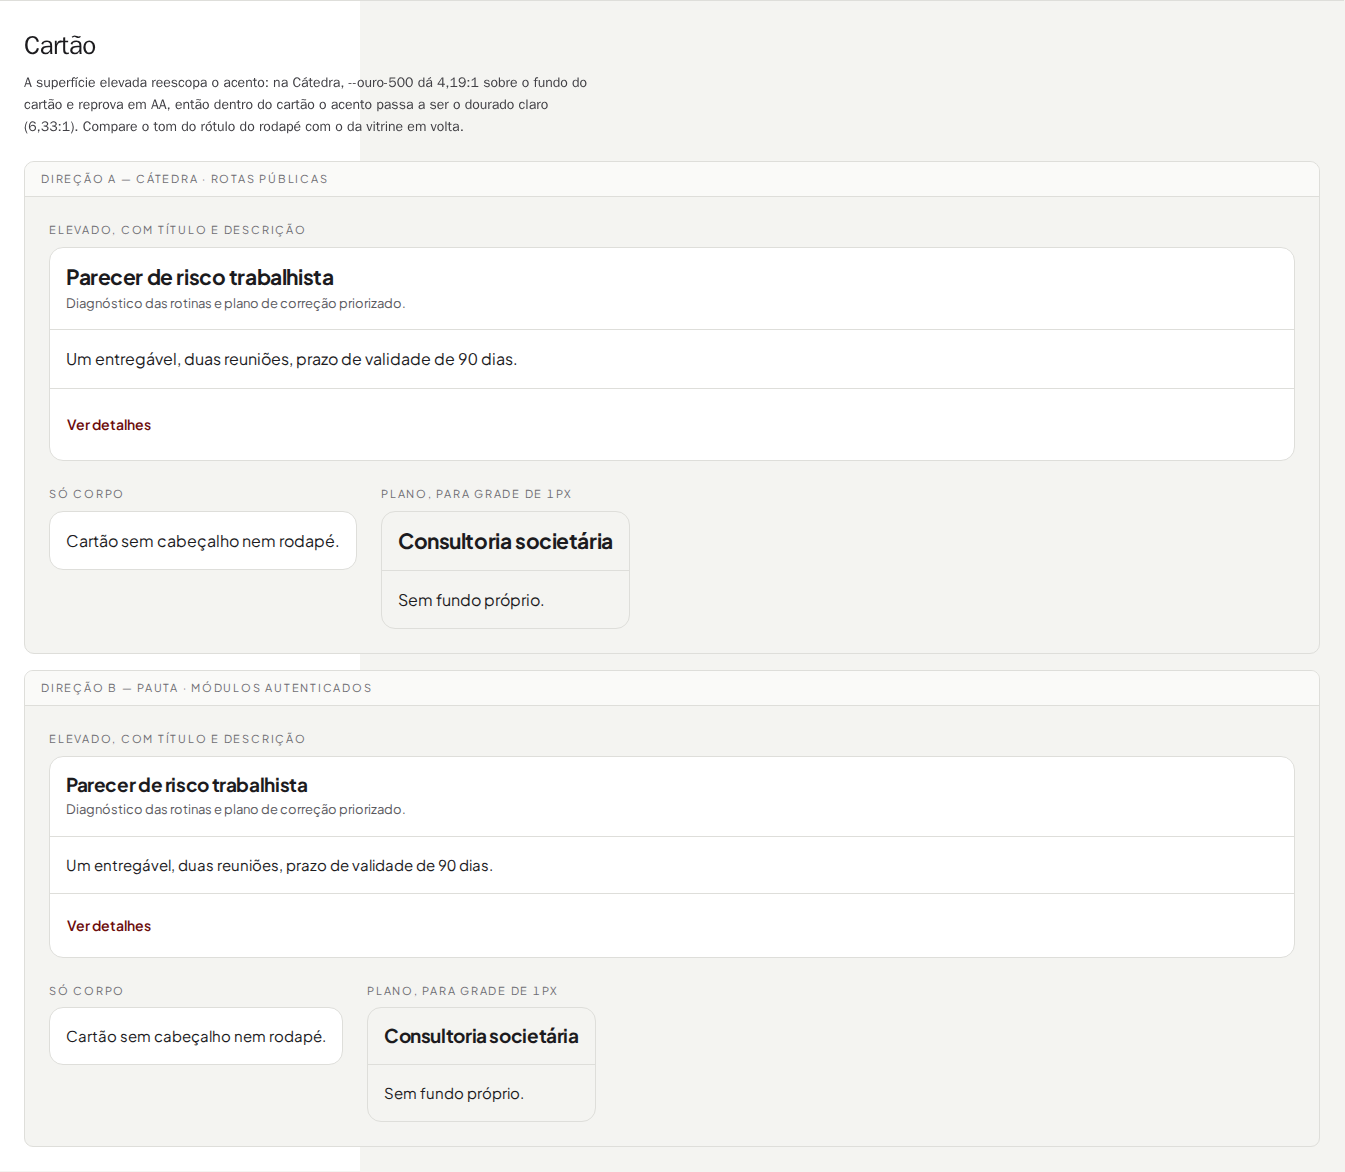 Cartão
A superfície elevada reescopa o acento: na Cátedra, --ouro-500 dá 4,19:1 sobre o fundo do
cartão e reprova em AA, então dentro do cartão o acento passa a ser o dourado claro
(6,33:1). Compare o tom do rótulo do rodapé com o da vitrine em volta.
DIREÇÃO A — CÁTEDRA · ROTAS PÚBLICAS
ELEVADO, COM TÍTULO E DESCRIÇÃO
Parecer de risco trabalhista
Diagnóstico das rotinas e plano de correção priorizado.
Um entregável, duas reuniões, prazo de validade de 90 dias.
Ver detalhes
SÓ CORPO
Cartão sem cabeçalho nem rodapé.
PLANO, PARA GRADE DE 1PX
Consultoria societária
Sem fundo próprio.
DIREÇÃO B — PAUTA · MÓDULOS AUTENTICADOS
ELEVADO, COM TÍTULO E DESCRIÇÃO
Parecer de risco trabalhista
Diagnóstico das rotinas e plano de correção priorizado.
Um entregável, duas reuniões, prazo de validade de 90 dias.
Ver detalhes
SÓ CORPO
Cartão sem cabeçalho nem rodapé.
PLANO, PARA GRADE DE 1PX
Consultoria societária
Sem fundo próprio.